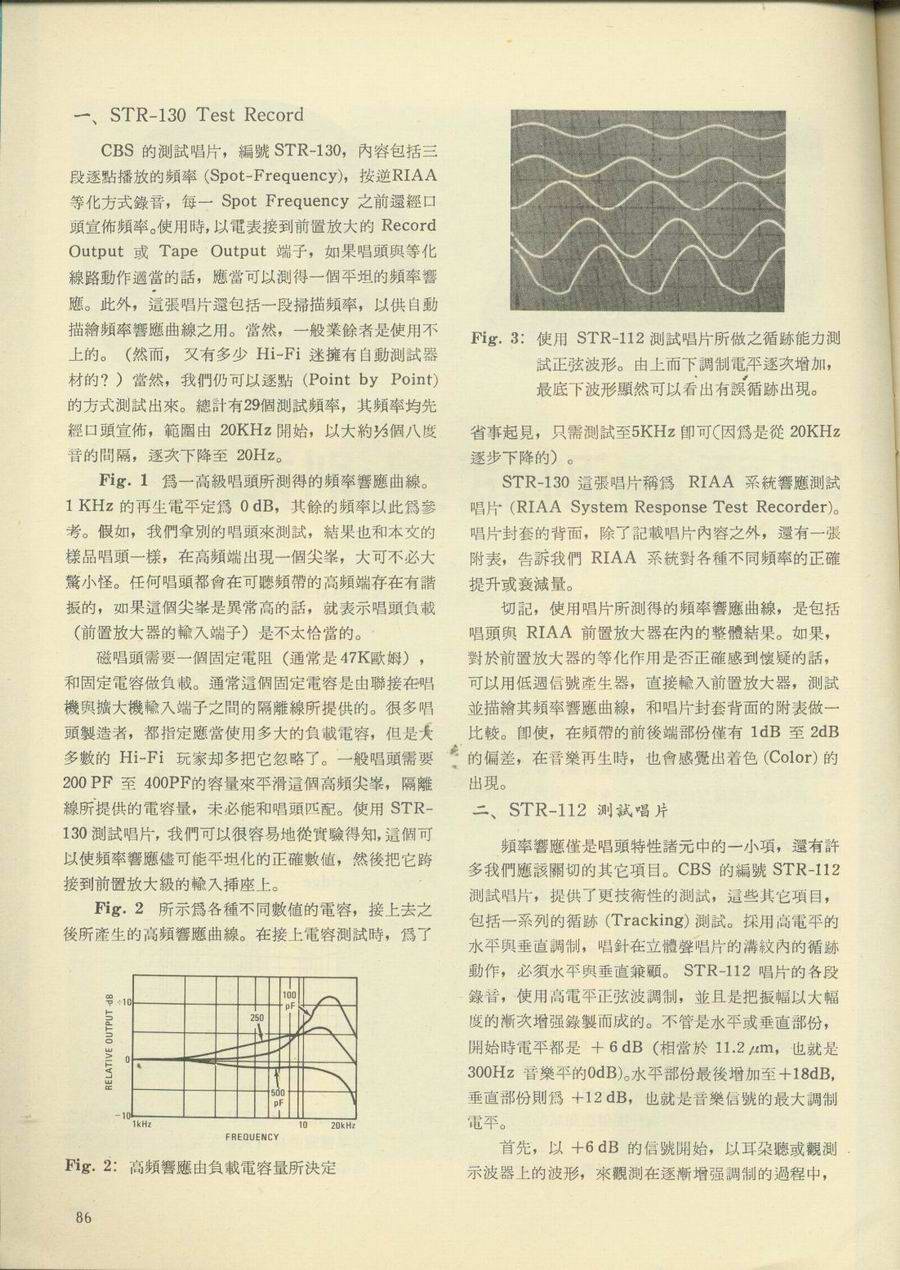 一、STR-130 Test Record
CBS 的測試唱片，編號 STR-130，內容包括三
段逐點播放的頻率 (Spot-Frequency)，按逆RIAA
等化方式錄音，每一 Spot Frequency 之前還經口
頭宣佈頻率。使用時，以電表接到前置放大的 Record
Output 或 Tape Output 端子，如果唱頭與等化
線路動作適當的話，應當可以測得一個平坦的頻率響
應。此外，這張唱片還包括一段掃描頻率，以供自動
描繪頻率響應曲線之用。當然，一般業餘者是使用不
上的。（然而，又有多少 Hi-Fi 迷擁有自動測試器
材的？）當然，我們仍可以逐點 (Point by Point)
的方式測試出來。總計有29個測試頻率，其頻率均先
經口頭宣佈，範圍由 20KHz 開始，以大約⅓個八度
音的間隔，逐次下降至 20Hz。
Fig. 1 爲一高級唱頭所測得的頻率響應曲線。
1 KHz 的再生電平定爲 0 dB，其餘的頻率以此爲參
考。假如，我們拿別的唱頭來測試，結果也和本文的
樣品唱頭一樣，在高頻端出現一個尖峯，大可不必大
驚小怪。任何唱頭都會在可聽頻帶的高頻端存在有諧
振的，如果這個尖峯是異常高的話，就表示唱頭負載
（前置放大器的輸入端子）是不太恰當的。
磁唱頭需要一個固定電阻（通常是47K歐姆），
和固定電容做負載。通常這個固定電容是由聯接在唱
機與擴大機輸入端子之間的隔離線所提供的。很多唱
頭製造者，都指定應當使用多大的負載電容，但是大
多數的 Hi-Fi 玩家却多把它忽略了。一般唱頭需要
200 PF 至 400PF的容量來平滑這個高頻尖峯，隔離
線所提供的電容量，未必能和唱頭匹配。使用 STR-
130 測試唱片，我們可以很容易地從實驗得知，這個可
以使頻率響應儘可能平坦化的正確數值，然後把它跨
接到前置放大級的輸入揷座上。
Fig. 2 所示爲各種不同數值的電容，接上去之
後所產生的高頻響應曲線。在接上電容測試時，爲了
RELATIVE OUTPUT - dB
+10
0
-10
100
pF
250
500
pF
1kHz
10
20kHz
FREQUENCY
Fig. 2: 高頻響應由負載電容量所決定
86
Fig. 3: 使用 STR-112 測試唱片所做之循跡能力測
試正弦波形。由上而下調制電平逐次增加，
最底下波形顯然可以看出有誤循跡出現。
省事起見，只需測試至5KHz 卽可(因爲是從 20KHz
逐步下降的) 。
STR-130 這張唱片稱爲 RIAA 系統響應測試
唱片 (RIAA System Response Test Recorder)。
唱片封套的背面，除了記載唱片內容之外，還有一張
附表，告訴我們 RIAA 系統對各種不同頻率的正確
提升或衰減量。
切記，使用唱片所測得的頻率響應曲線，是包括
唱頭與 RIAA 前置放大器在內的整體結果。如果，
對於前置放大器的等化作用是否正確感到懷疑的話，
可以用低週信號產生器，直接輸入前置放大器，測試
並描繪其頻率響應曲線，和唱片封套背面的附表做一
比較。卽使，在頻帶的前後端部份僅有 1dB 至 2dB
的偏差，在音樂再生時，也會感覺出着色 (Color) 的
出現。
二、STR-112 測試唱片
頻率響應僅是唱頭特性諸元中的一小項，還有許
多我們應該關切的其它項目。CBS 的編號 STR-112
測試唱片，提供了更技術性的測試，這些其它項目，
包括一系列的循跡 (Tracking) 測試。採用高電平的
水平與垂直調制，唱針在立體聲唱片的溝紋內的循跡
動作，必須水平與垂直兼顧。 STR-112 唱片的各段
錄音，使用高電平正弦波調制，並且是把振幅以大幅
度的漸次增强錄製而成的。不管是水平或垂直部份，
開始時電平都是 ＋6 dB (相當於 11.2 μm，也就是
300Hz 音樂平的0dB)。水平部份最後增加至＋18dB,
垂直部份則爲 ＋12 dB，也就是音樂信號的最大調制
電平。
首先，以 ＋6 dB 的信號開始，以耳朶聽或觀測
示波器上的波形，來觀測在逐漸增强調制的過程中，